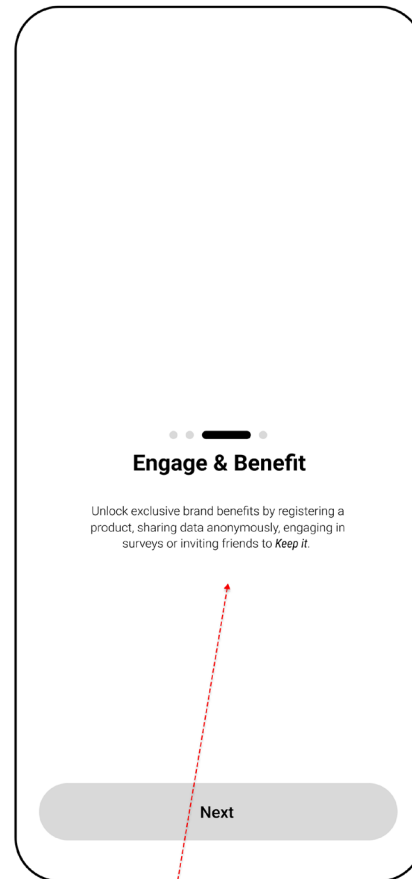 Engage & Benefit
Unlock exclusive brand benefits by registering a
product, sharing data anonymously, engaging in
surveys or inviting friends to Keep it.
Next